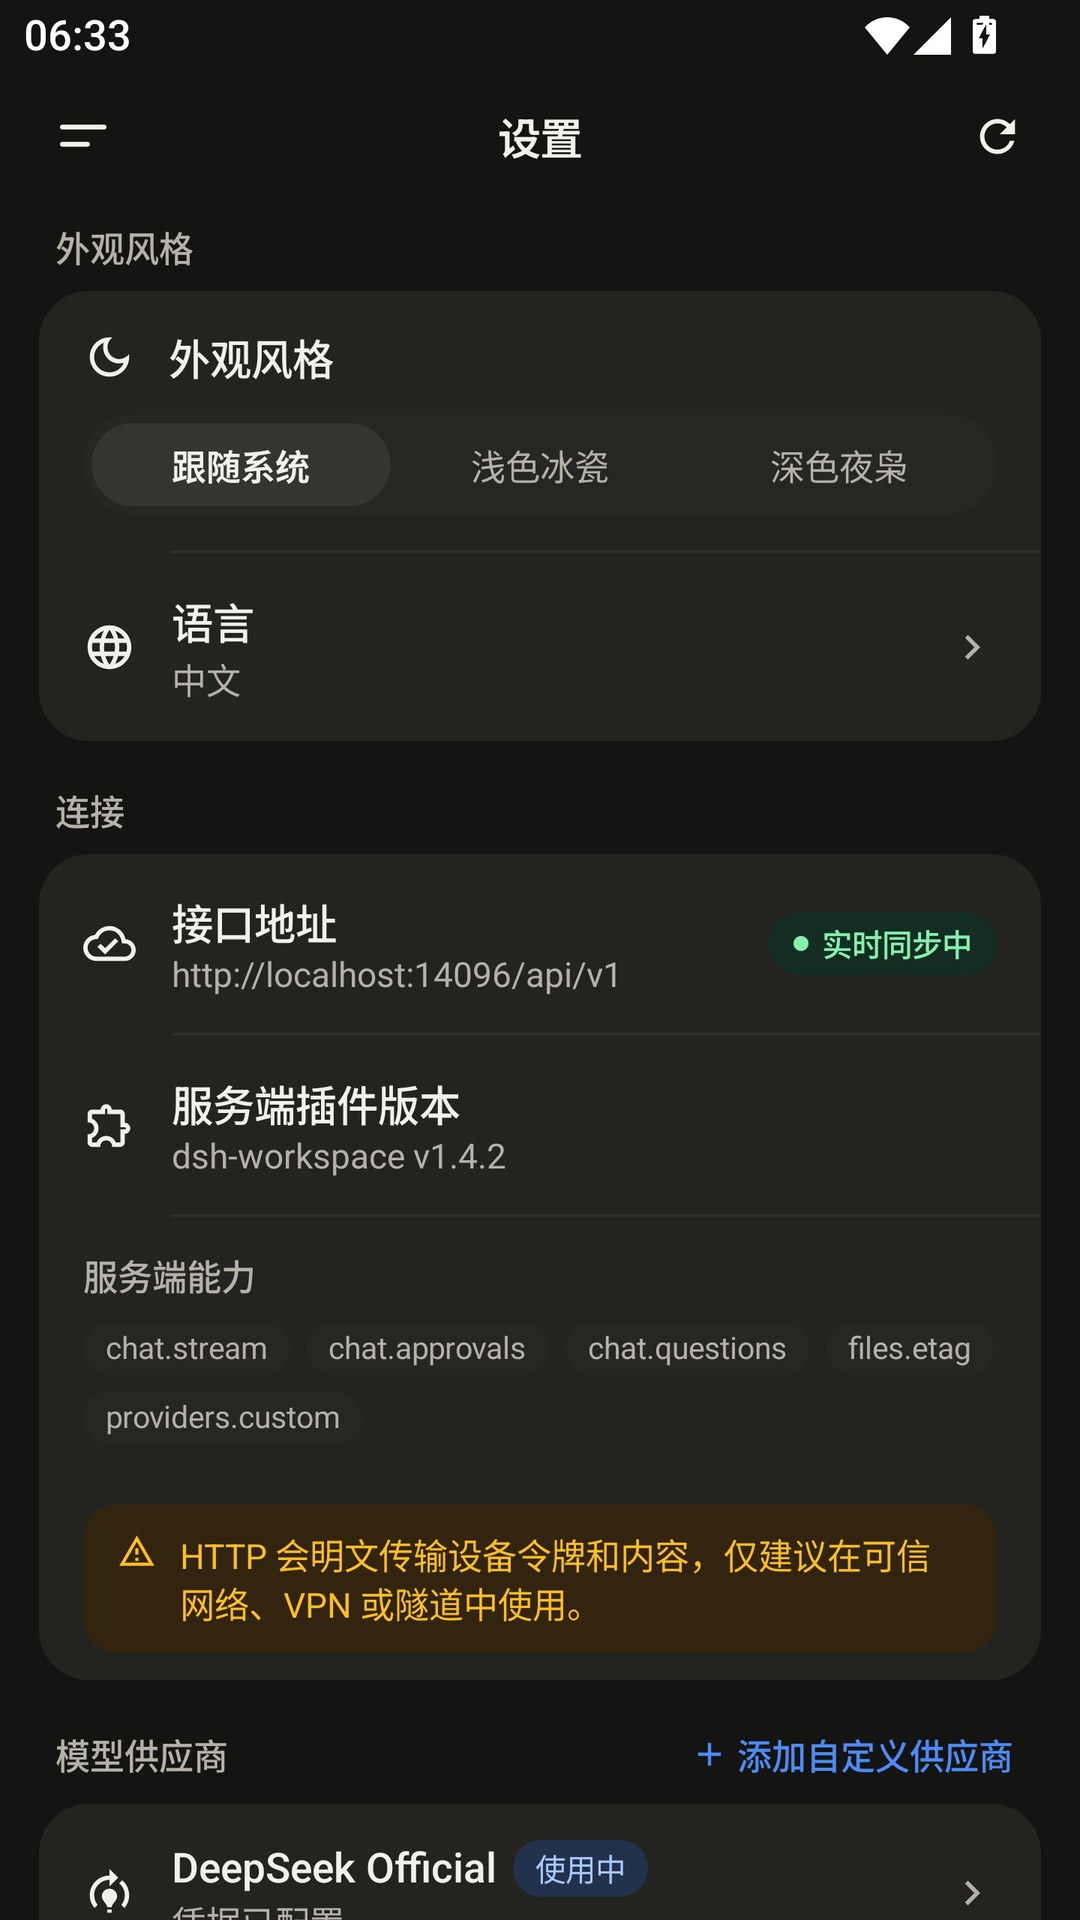 06:33
设置
外观风格
外观风格
跟随系统 浅色冰瓷 深色夜枭
语言
中文
连接
接口地址
http://localhost:14096/api/v1
实时同步中
服务端插件版本
dsh-workspace v1.4.2
服务端能力
chat.stream chat.approvals chat.questions files.etag
providers.custom
HTTP 会明文传输设备令牌和内容，仅建议在可信
网络、VPN 或隧道中使用。
模型供应商
+ 添加自定义供应商
DeepSeek Official 使用中
凭据已配置